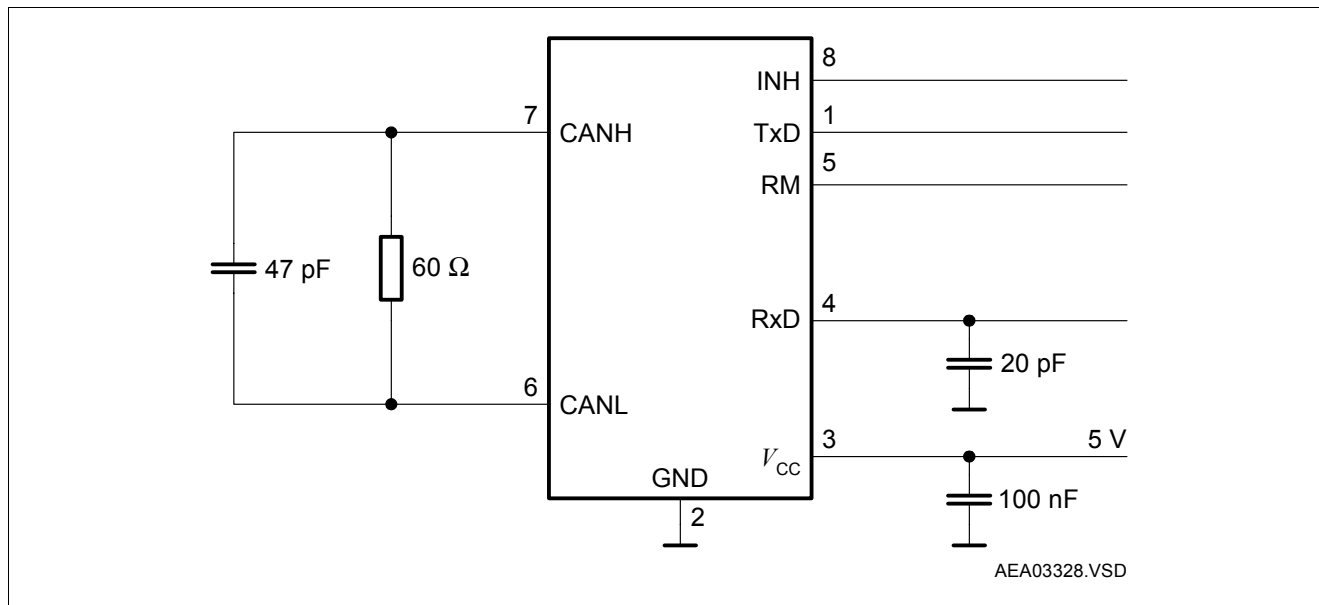 8
INH
7
1
CANH
TxD
5
RM
47 pF
60 Ω
4
RxD
20 pF
6
CANL
3
5 V
VCC
GND
100 nF
2
AEA03328.VSD